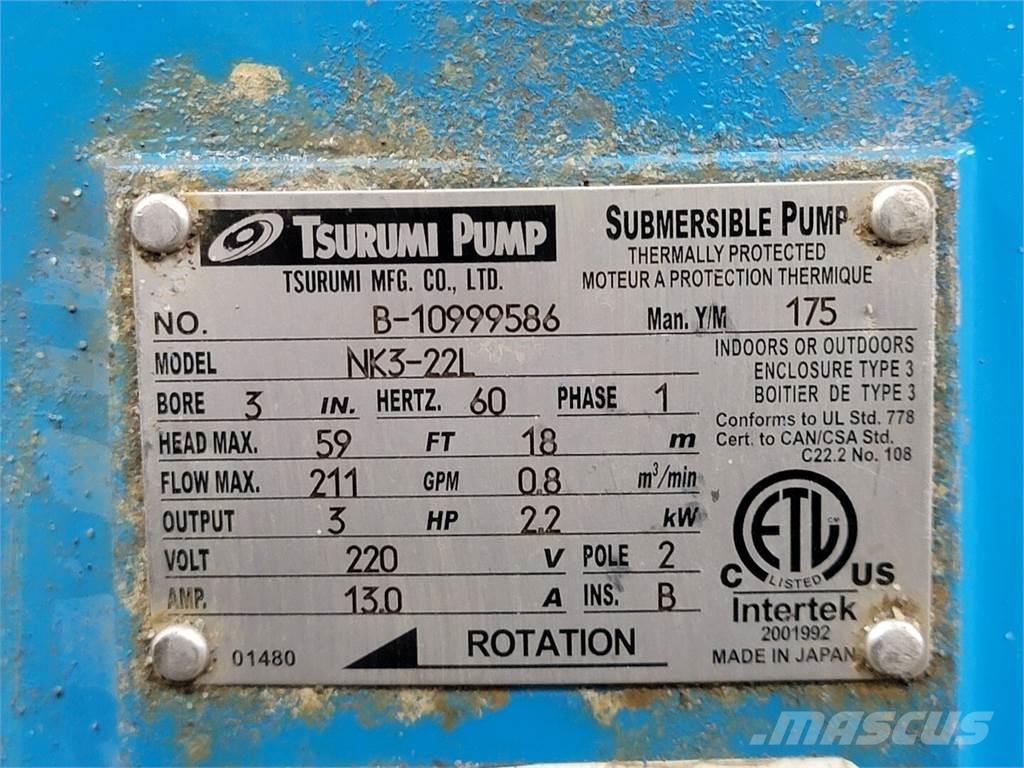 TSURUMI PUMP
TSURUMI MFG. CO., LTD.
SUBMERSIBLE PUMP
THERMALLY PROTECTED
MOTEUR A PROTECTION THERMIQUE
NO. B-10999586 Man. Y/M 175
MODEL NK3-22L
BORE 3 IN. HERTZ. 60 PHASE 1
HEAD MAX. 59 FT 18 m
FLOW MAX. 211 GPM 0.8 m³/min
OUTPUT 3 HP 2.2 kW
VOLT 220 V POLE 2
AMP. 13.0 A INS. B
01480 ROTATION
INDOORS OR OUTDOORS
ENCLOSURE TYPE 3
BOITIER DE TYPE 3
Conforms to UL Std. 778
Cert. to CAN/CSA Std.
C22.2 No. 108
ETL CM
LISTED
C US
Intertek
2001992
MADE IN JAPAN
MASCUS